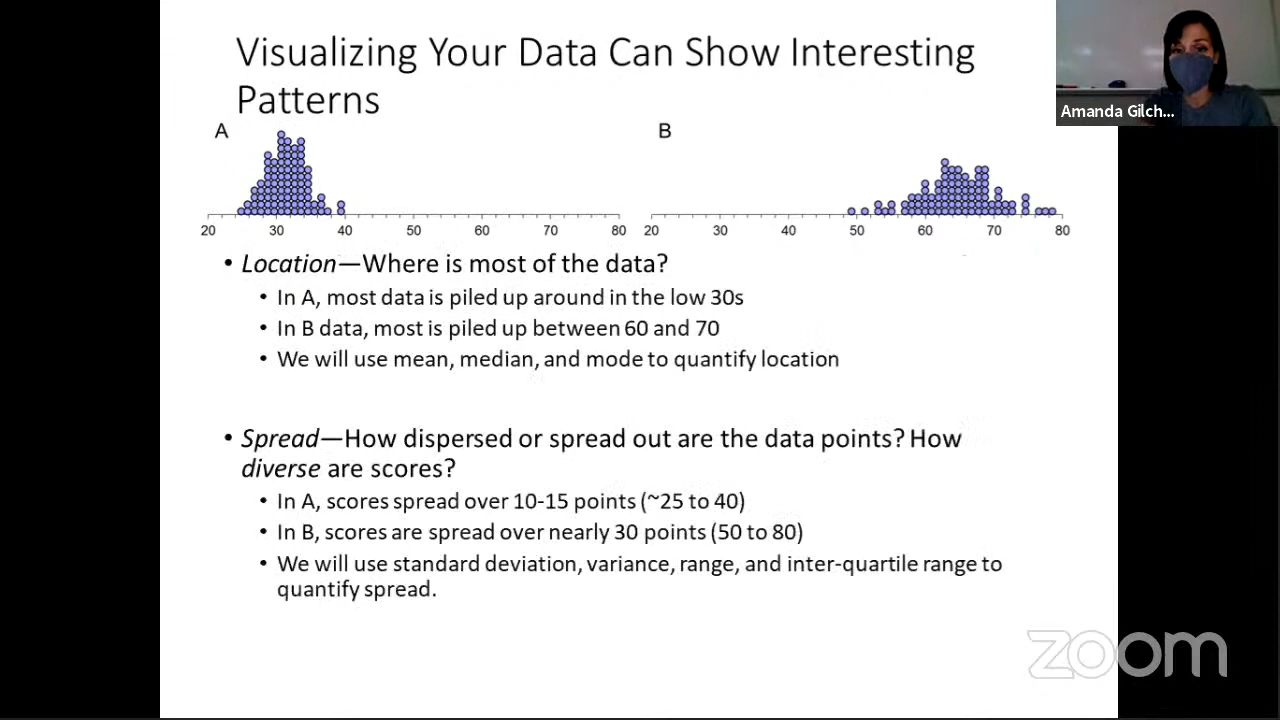 Visualizing Your Data Can Show Interesting
Patterns
Amanda Gilch...
A
B
20 30 40 50 60 70 80
20 30 40 50 60 70 80
• Location—Where is most of the data?
• In A, most data is piled up around in the low 30s
• In B data, most is piled up between 60 and 70
• We will use mean, median, and mode to quantify location
• Spread—How dispersed or spread out are the data points? How
diverse are scores?
• In A, scores spread over 10-15 points (~25 to 40)
• In B, scores are spread over nearly 30 points (50 to 80)
• We will use standard deviation, variance, range, and inter-quartile range to
quantify spread.
zoom